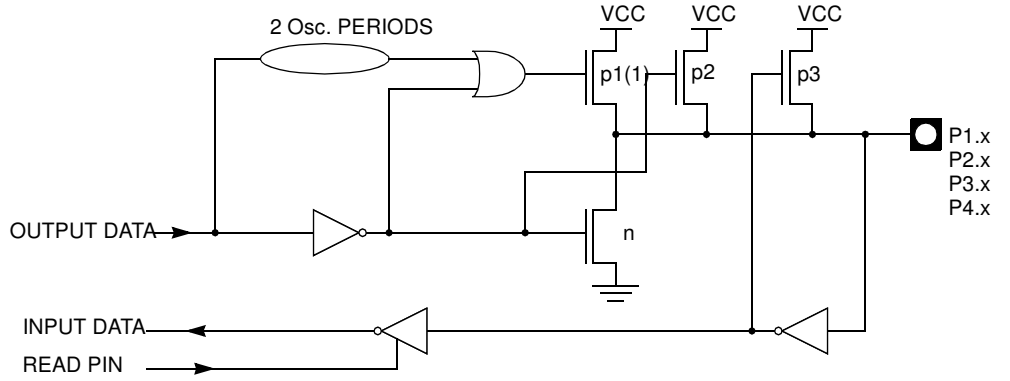 VCC
VCC
VCC
2 Osc. PERIODS
p1(1)
p2
p3
P1.x
P2.x
P3.x
P4.x
OUTPUT DATA
n
INPUT DATA
READ PIN